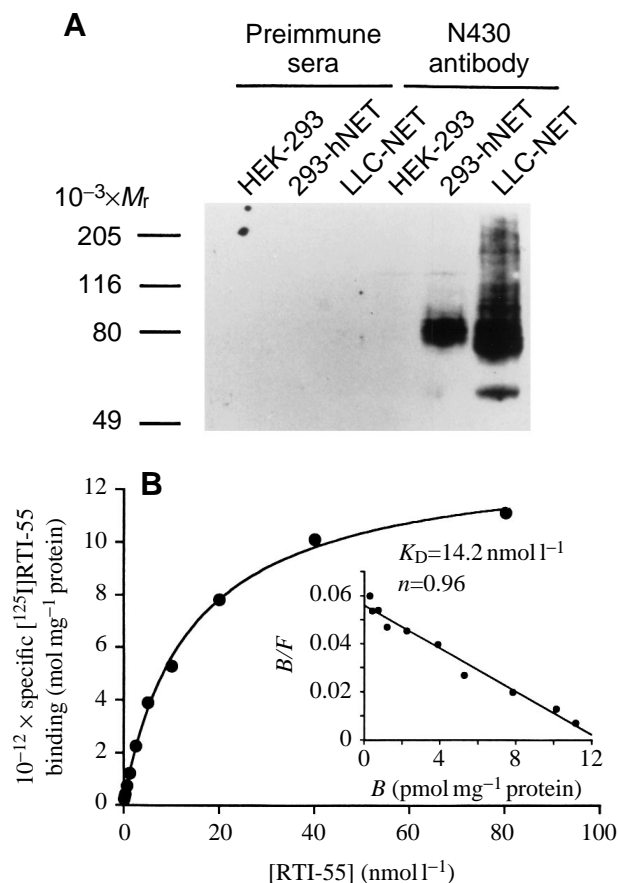 A
Preimmune sera
N430 antibody
HEK-293
293-hNET
LLC-NET
HEK-293
293-hNET
LLC-NET
10⁻³×Mᵣ
205
116
80
49
B
12
10
8
6
4
2
0
10⁻¹² × specific [¹²⁵I]RTI-55
binding (mol mg⁻¹ protein)
0
20
40
60
80
100
[RTI-55] (nmol l⁻¹)
K_D=14.2 nmol l⁻¹
n=0.96
0.06
0.04
0.02
0
B/F
0
4
8
12
B (pmol mg⁻¹ protein)